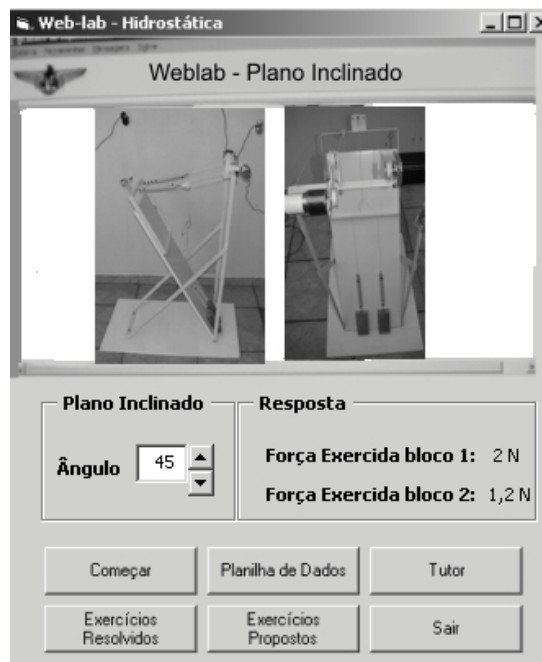 Web-lab - Hidrostática
Weblab - Plano Inclinado
Plano Inclinado
Resposta
Ângulo 45
Força Exercida bloco 1: 2 N
Força Exercida bloco 2: 1,2 N
Começar
Planilha de Dados
Tutor
Exercícios
Resolvidos
Exercícios
Propostos
Sair